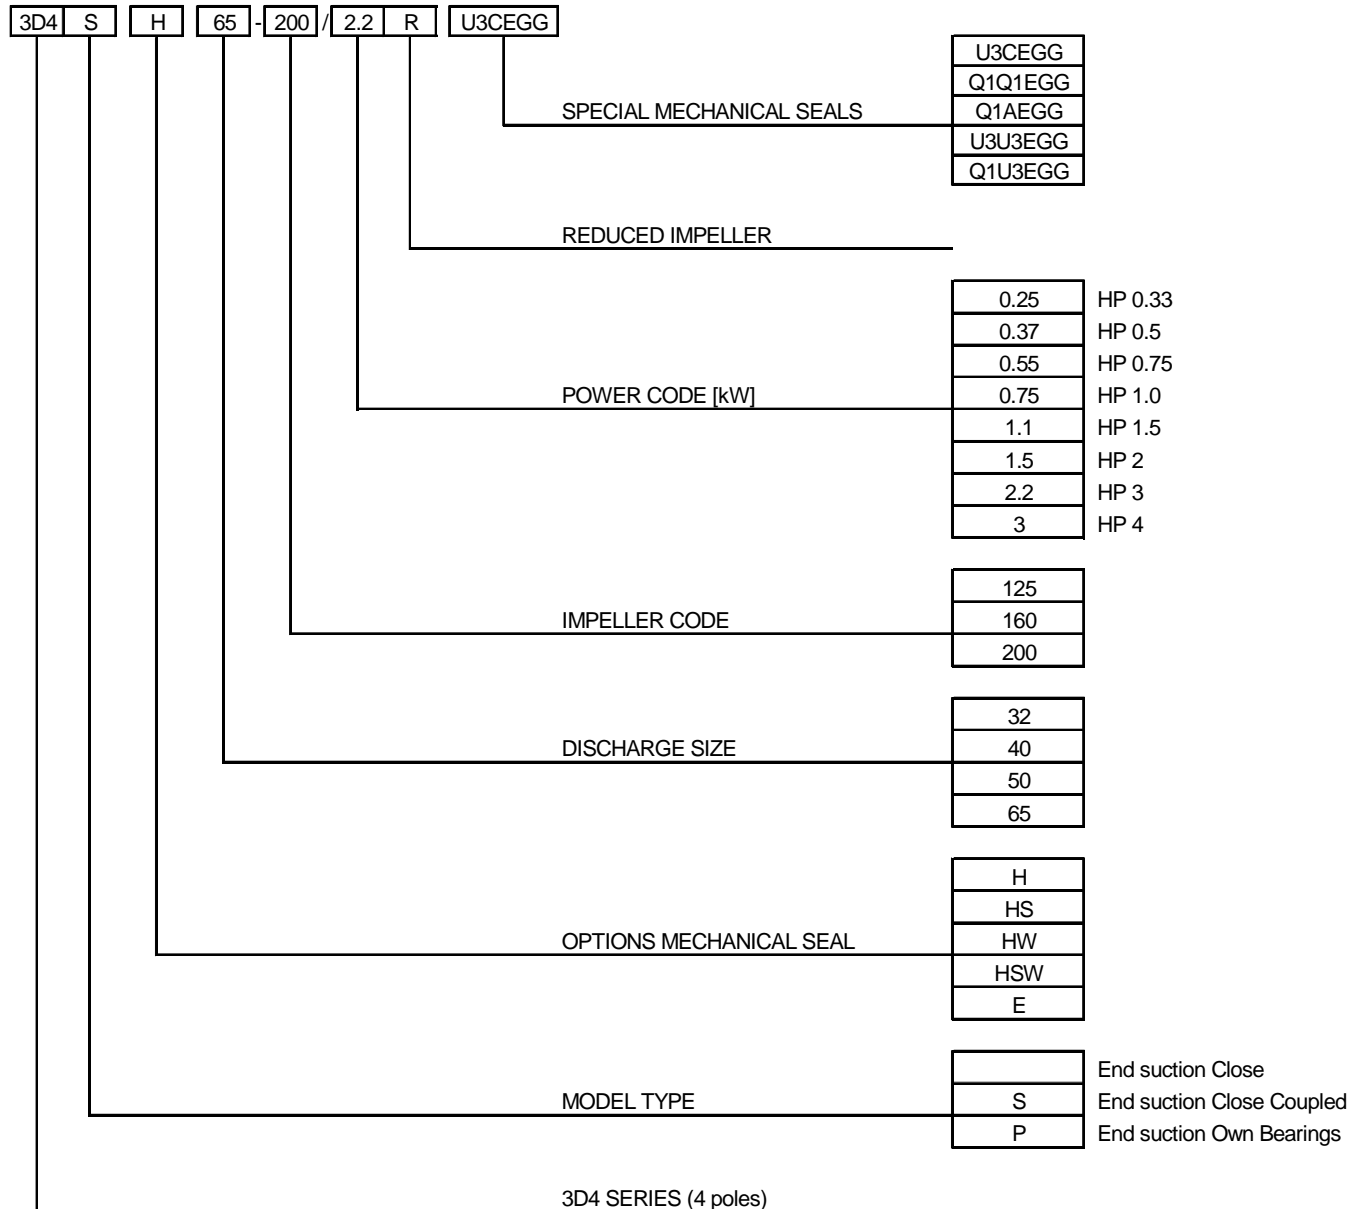 3D4 S H 65 - 200 / 2.2 R U3CEGG
U3CEGG
Q1Q1EGG
SPECIAL MECHANICAL SEALS Q1AEGG
U3U3EGG
Q1U3EGG
REDUCED IMPELLER
0.25 HP 0.33
0.37 HP 0.5
0.55 HP 0.75
POWER CODE [kW] 0.75 HP 1.0
1.1 HP 1.5
1.5 HP 2
2.2 HP 3
3 HP 4
125
IMPELLER CODE 160
200
32
DISCHARGE SIZE 40
50
65
H
HS
OPTIONS MECHANICAL SEAL HW
HSW
E
End suction Close
MODEL TYPE S End suction Close Coupled
P End suction Own Bearings
3D4 SERIES (4 poles)